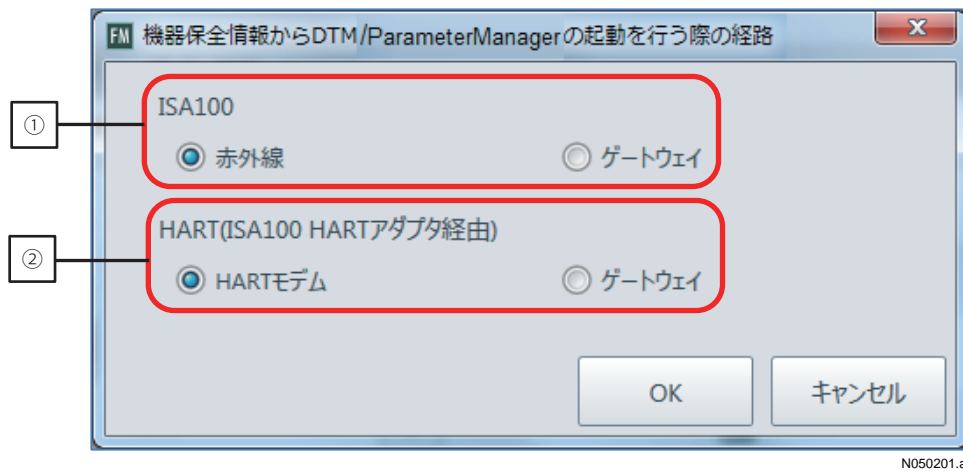 FM 機器保全情報からDTM/ParameterManagerの起動を行う際の経路
①
ISA100
赤外線 ゲートウェイ
②
HART(ISA100 HARTアダプタ経由)
HARTモデム ゲートウェイ
OK キャンセル
N050201.a